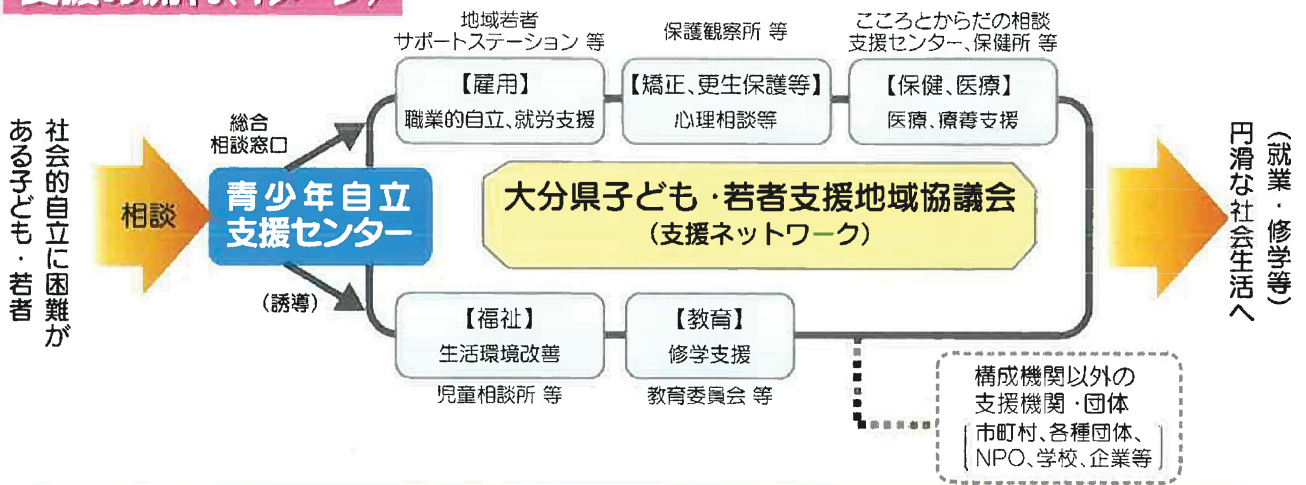 支援の流れ(イメージ)
地域若者
サポートステーション 等
保護観察所 等
こころとからだの相談
支援センター、保健所 等
【雇用】
職業的自立、就労支援
【矯正、更生保護等】
心理相談等
【保健、医療】
医療、療養支援
社会的自立に困難が
ある子ども・若者
相談
総合
相談窓口
青少年自立
支援センター
(誘導)
大分県子ども・若者支援地域協議会
(支援ネットワーク)
(就業・修学等)
円滑な社会生活へ
【福祉】
生活環境改善
児童相談所 等
【教育】
修学支援
教育委員会 等
構成機関以外の
支援機関・団体
市町村、各種団体、
NPO、学校、企業等